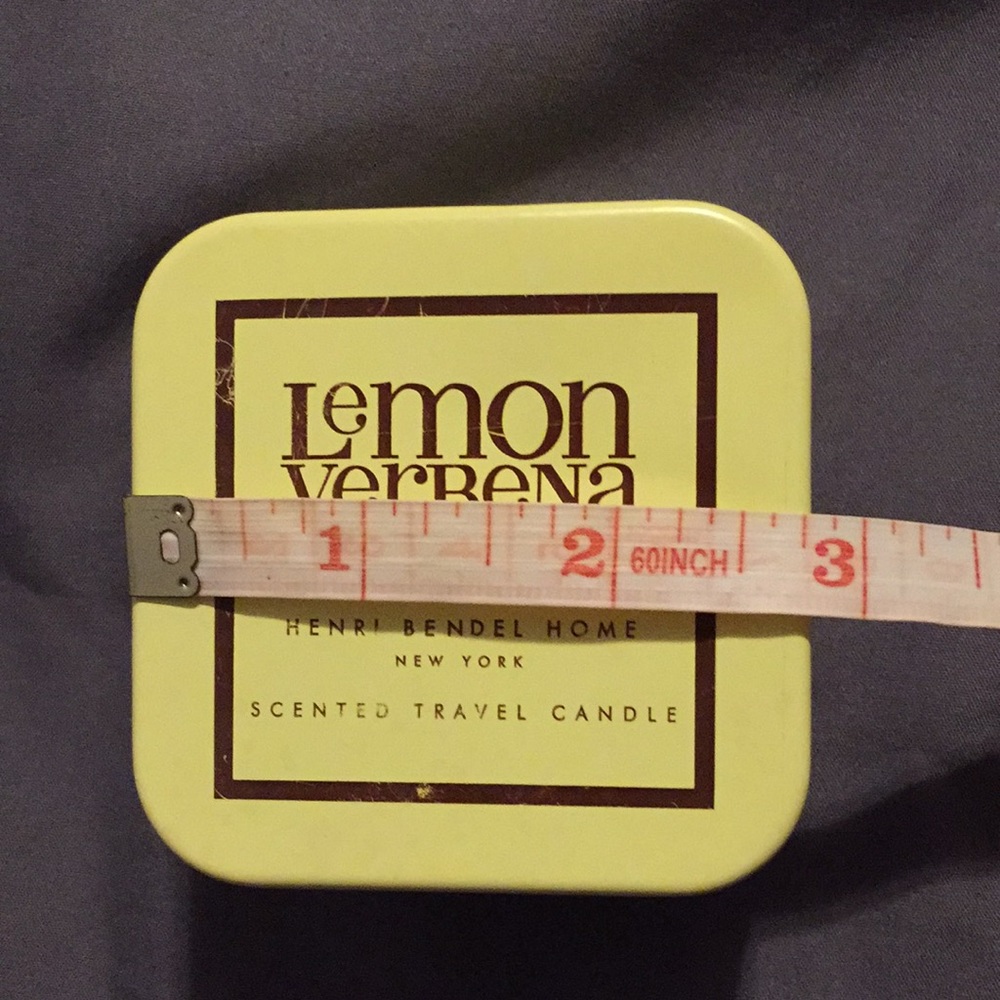 Lemon
VerBeNa
1 2 60INCH 3
HENRI BENDEL HOME
NEW YORK
SCENTED TRAVEL CANDLE